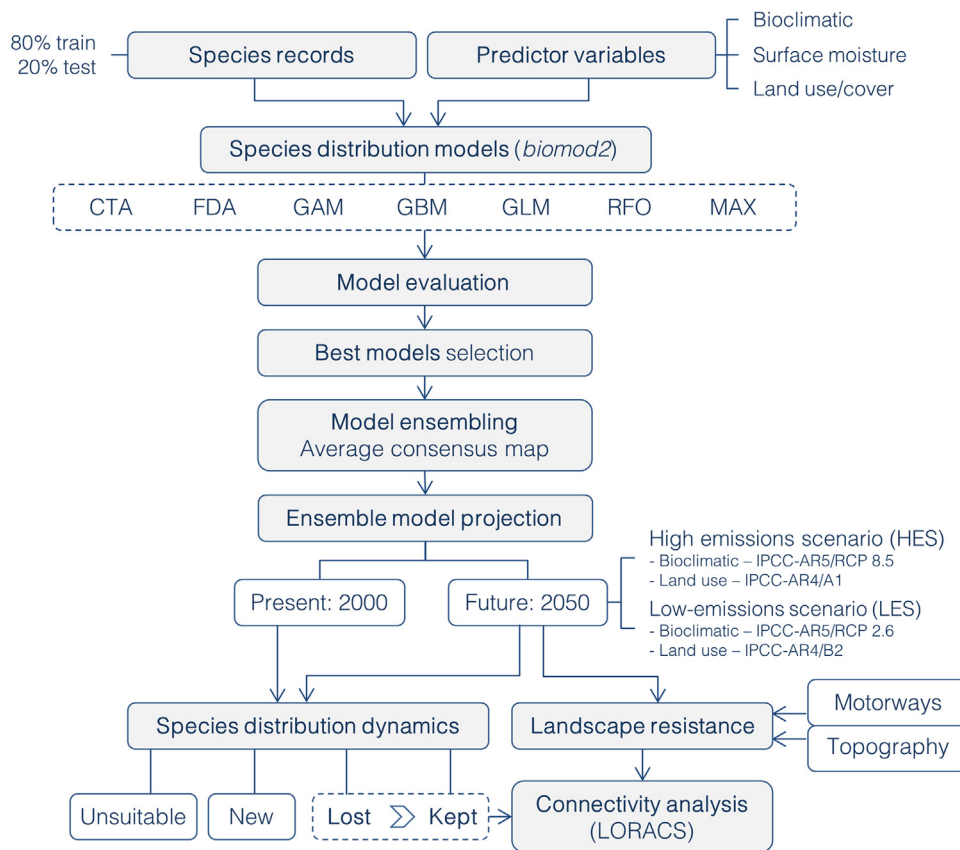 80% train
20% test
Species records
Predictor variables
Bioclimatic
Surface moisture
Land use/cover
Species distribution models (biomod2)
CTA FDA GAM GBM GLM RFO MAX
Model evaluation
Best models selection
Model ensembling
Average consensus map
Ensemble model projection
Present: 2000
Future: 2050
High emissions scenario (HES)
- Bioclimatic – IPCC-AR5/RCP 8.5
- Land use – IPCC-AR4/A1
Low-emissions scenario (LES)
- Bioclimatic – IPCC-AR5/RCP 2.6
- Land use – IPCC-AR4/B2
Species distribution dynamics
Landscape resistance
Motorways
Topography
Unsuitable
New
Lost Kept
Connectivity analysis
(LORACS)